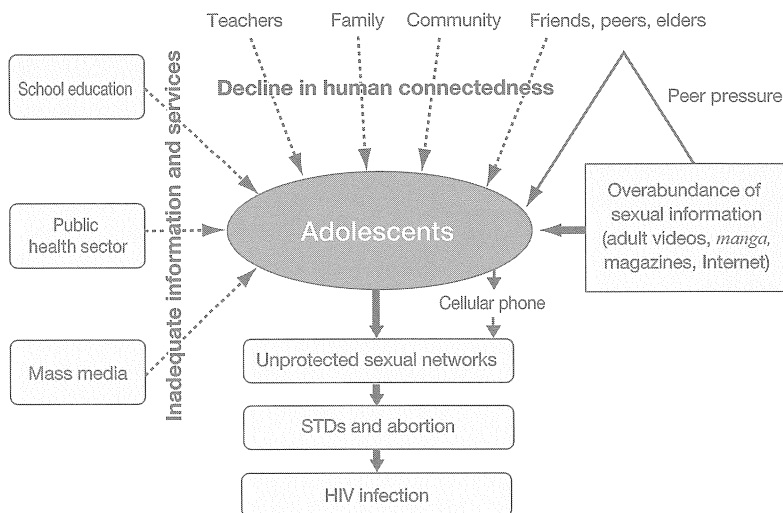 Teachers
Family
Community
Friends, peers, elders
Decline in human connectedness
Peer pressure
School education
Public
health sector
Mass media
Inadequate information and services
Adolescents
Overabundance of
sexual information
(adult videos, manga,
magazines, Internet)
Cellular phone
Unprotected sexual networks
STDs and abortion
HIV infection